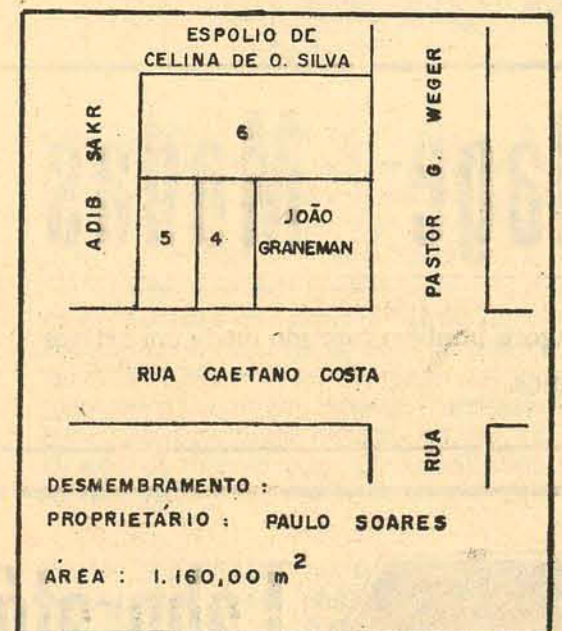 ESPOLIO DE
CELINA DE O. SILVA
ADIB SAKR
6
5
4
JOÃO
GRANEMAN
RUA PASTOR G. WEGER
RUA CAETANO COSTA
DESMEMBRAMENTO :
PROPRIETÁRIO : PAULO SOARES
ÁREA : 1.160,00 m²